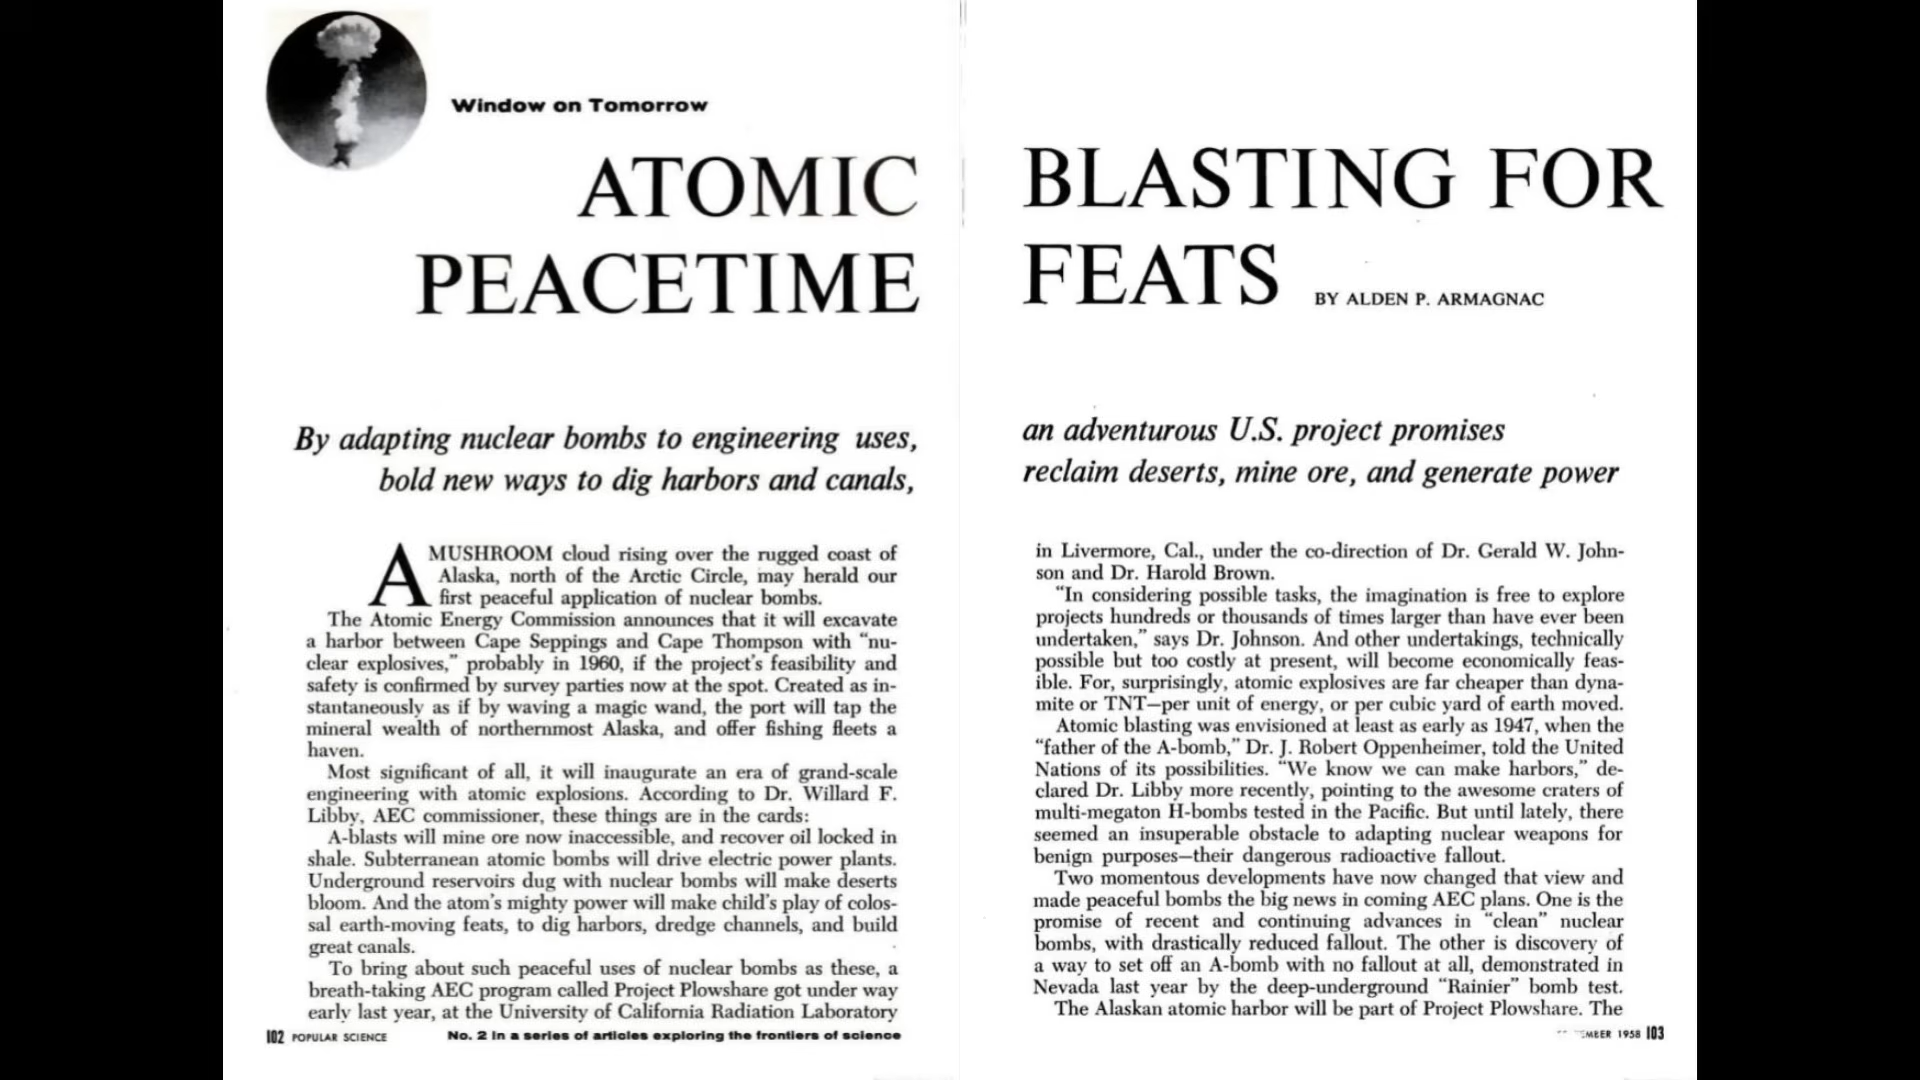 Window on Tomorrow
ATOMIC BLASTING FOR
PEACETIME FEATS
BY ALDEN P. ARMAGNAC
By adapting nuclear bombs to engineering uses, an adventurous U.S. project promises
bold new ways to dig harbors and canals, reclaim deserts, mine ore, and generate power
A MUSHROOM cloud rising over the rugged coast of
Alaska, north of the Arctic Circle, may herald our
first peaceful application of nuclear bombs.
The Atomic Energy Commission announces that it will excavate
a harbor between Cape Seppings and Cape Thompson with “nu-
clear explosives,” probably in 1960, if the project’s feasibility and
safety is confirmed by survey parties now at the spot. Created as in-
stantaneously as if by waving a magic wand, the port will tap the
mineral wealth of northernmost Alaska, and offer fishing fleets a
haven.
Most significant of all, it will inaugurate an era of grand-scale
engineering with atomic explosions. According to Dr. Willard F.
Libby, AEC commissioner, these things are in the cards:
A-blasts will mine ore now inaccessible, and recover oil locked in
shale. Subterranean atomic bombs will drive electric power plants.
Underground reservoirs dug with nuclear bombs will make deserts
bloom. And the atom’s mighty power will make child’s play of colos-
sal earth-moving feats, to dig harbors, dredge channels, and build
great canals.
To bring about such peaceful uses of nuclear bombs as these, a
breath-taking AEC program called Project Plowshare got under way
early last year, at the University of California Radiation Laboratory
102 POPULAR SCIENCE No. 2 in a series of articles exploring the frontiers of science
in Livermore, Cal., under the co-direction of Dr. Gerald W. John-
son and Dr. Harold Brown.
“In considering possible tasks, the imagination is free to explore
projects hundreds or thousands of times larger than have ever been
undertaken,” says Dr. Johnson. And other undertakings, technically
possible but too costly at present, will become economically feas-
ible. For, surprisingly, atomic explosives are far cheaper than dyna-
mite or TNT—per unit of energy, or per cubic yard of earth moved.
Atomic blasting was envisioned at least as early as 1947, when the
“father of the A-bomb,” Dr. J. Robert Oppenheimer, told the United
Nations of its possibilities. “We know we can make harbors,” de-
clared Dr. Libby more recently, pointing to the awesome craters of
multi-megaton H-bombs tested in the Pacific. But until lately, there
seemed an insuperable obstacle to adapting nuclear weapons for
benign purposes—their dangerous radioactive fallout.
Two momentous developments have now changed that view and
made peaceful bombs the big news in coming AEC plans. One is the
promise of recent and continuing advances in “clean” nuclear
bombs, with drastically reduced fallout. The other is discovery of
a way to set off an A-bomb with no fallout at all, demonstrated in
Nevada last year by the deep-underground “Rainier” bomb test.
The Alaskan atomic harbor will be part of Project Plowshare. The
1958 103